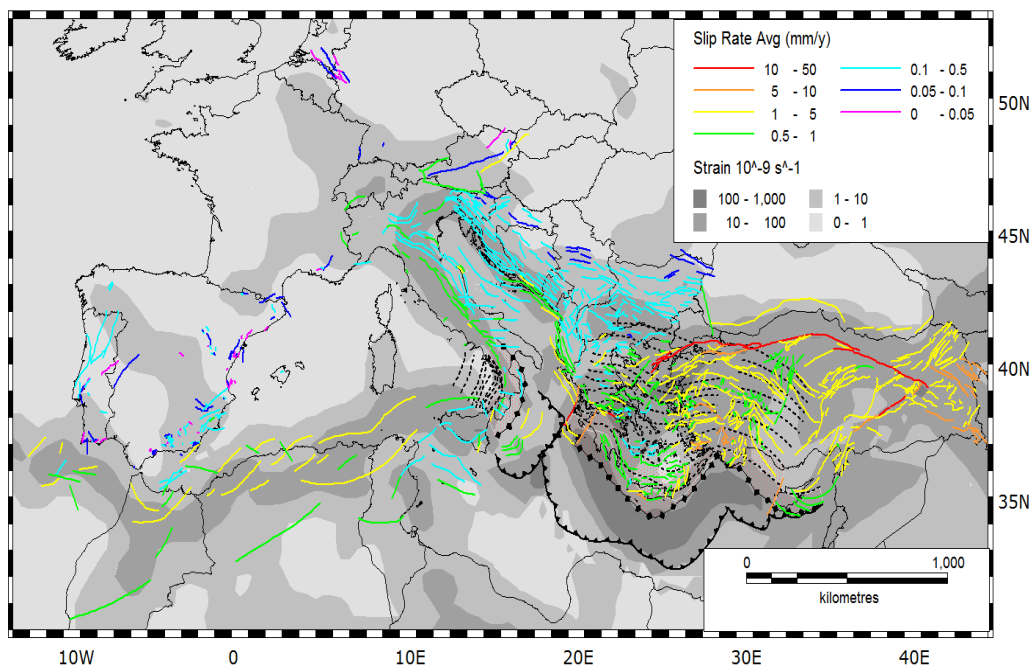 Slip Rate Avg (mm/y)
10 - 50
0.1 - 0.5
5 - 10
0.05 - 0.1
1 - 5
0 - 0.05
0.5 - 1
Strain 10^-9 s^-1
100 - 1,000
1 - 10
10 - 100
0 - 1
50N
45N
40N
35N
0
1,000
kilometres
10W
0
10E
20E
30E
40E